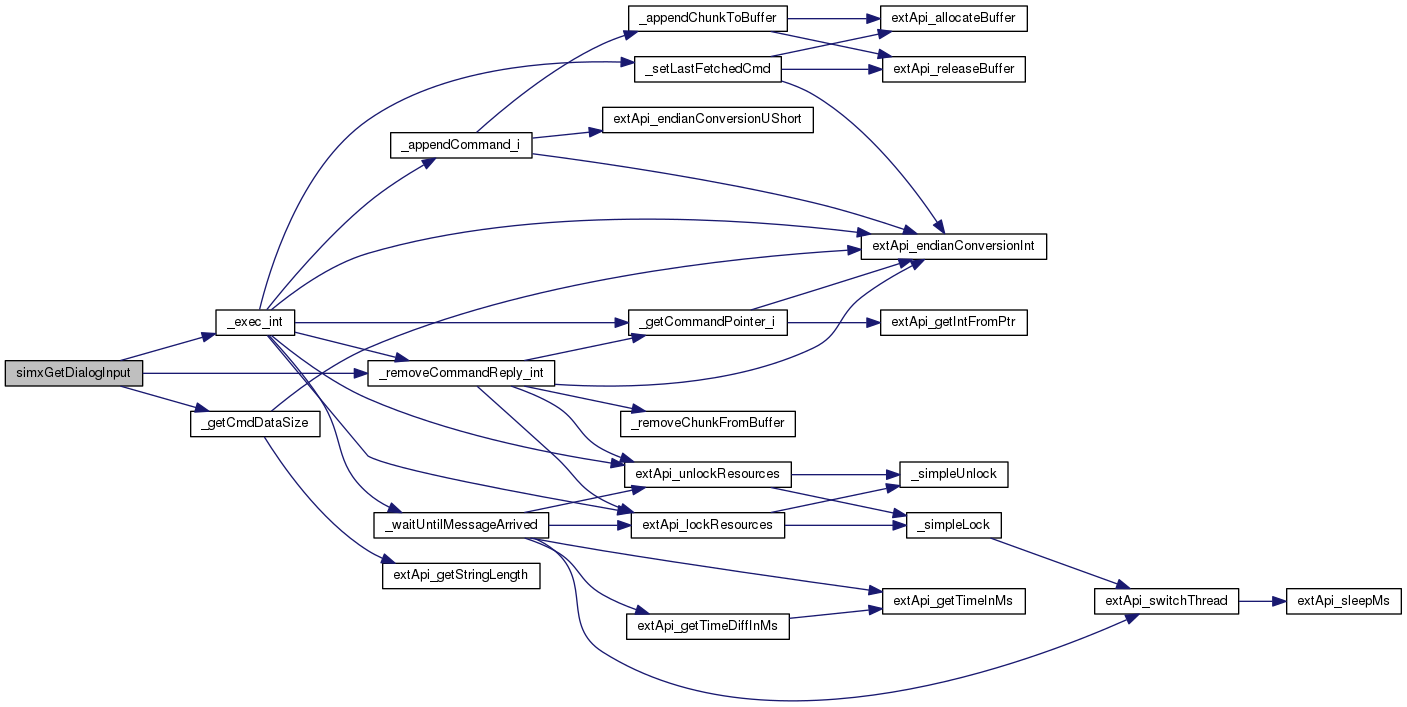 _appendChunkToBuffer
extApi_allocateBuffer
_setLastFetchedCmd
extApi_releaseBuffer
extApi_endianConversionUShort
_appendCommand_i
extApi_endianConversionInt
_exec_int
_getCommandPointer_i
extApi_getIntFromPtr
simxGetDialogInput
_removeCommandReply_int
_getCmdDataSize
_removeChunkFromBuffer
extApi_unlockResources
_simpleUnlock
_waitUntilMessageArrived
extApi_lockResources
_simpleLock
extApi_getStringLength
extApi_getTimeInMs
extApi_switchThread
extApi_sleepMs
extApi_getTimeDiffInMs